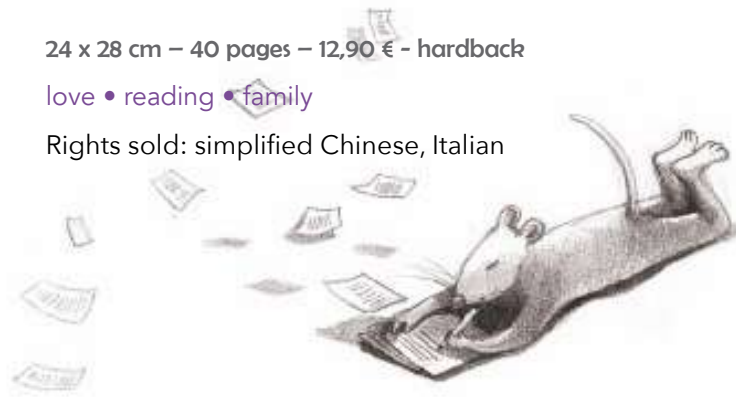 24 x 28 cm – 40 pages – 12,90 € - hardback
love • reading • family
Rights sold: simplified Chinese, Italian